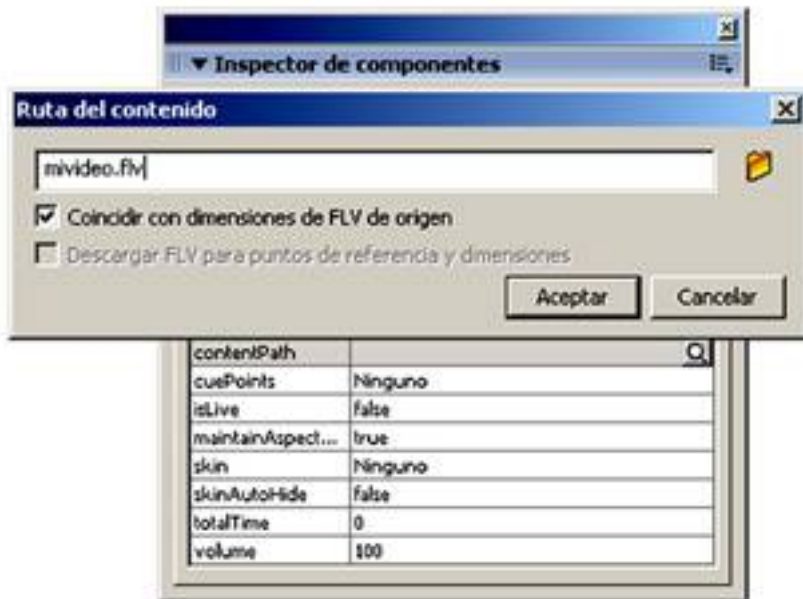 Inspector de componentes
Ruta del contenido
mivideo.flv
Coincidir con dimensiones de FLV de origen
Descargar FLV para puntos de referencia y dimensiones
Aceptar Cancelar
contentPath
cuePoints Ninguno
isLive false
maintainAspect... true
skin Ninguno
skinAutoHide false
totalTime 0
volume 100